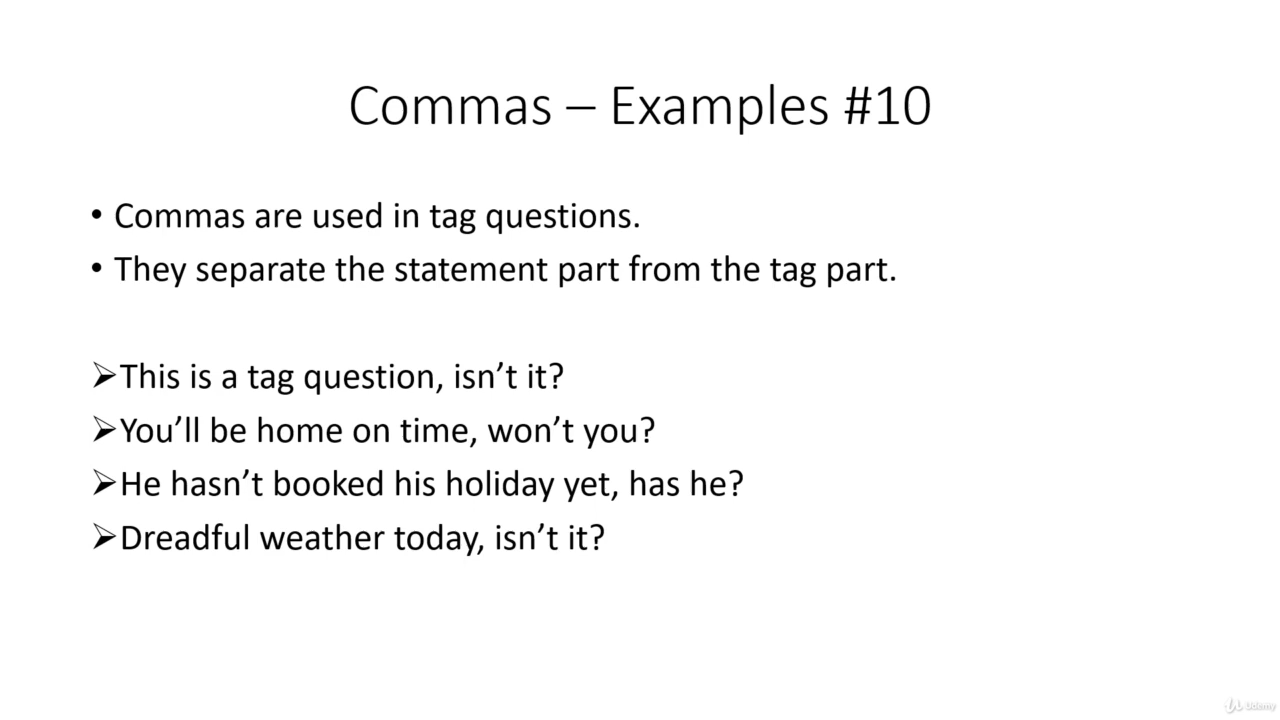 Commas – Examples #10
• Commas are used in tag questions.
• They separate the statement part from the tag part.
➢This is a tag question, isn’t it?
➢You’ll be home on time, won’t you?
➢He hasn’t booked his holiday yet, has he?
➢Dreadful weather today, isn’t it?
Udemy